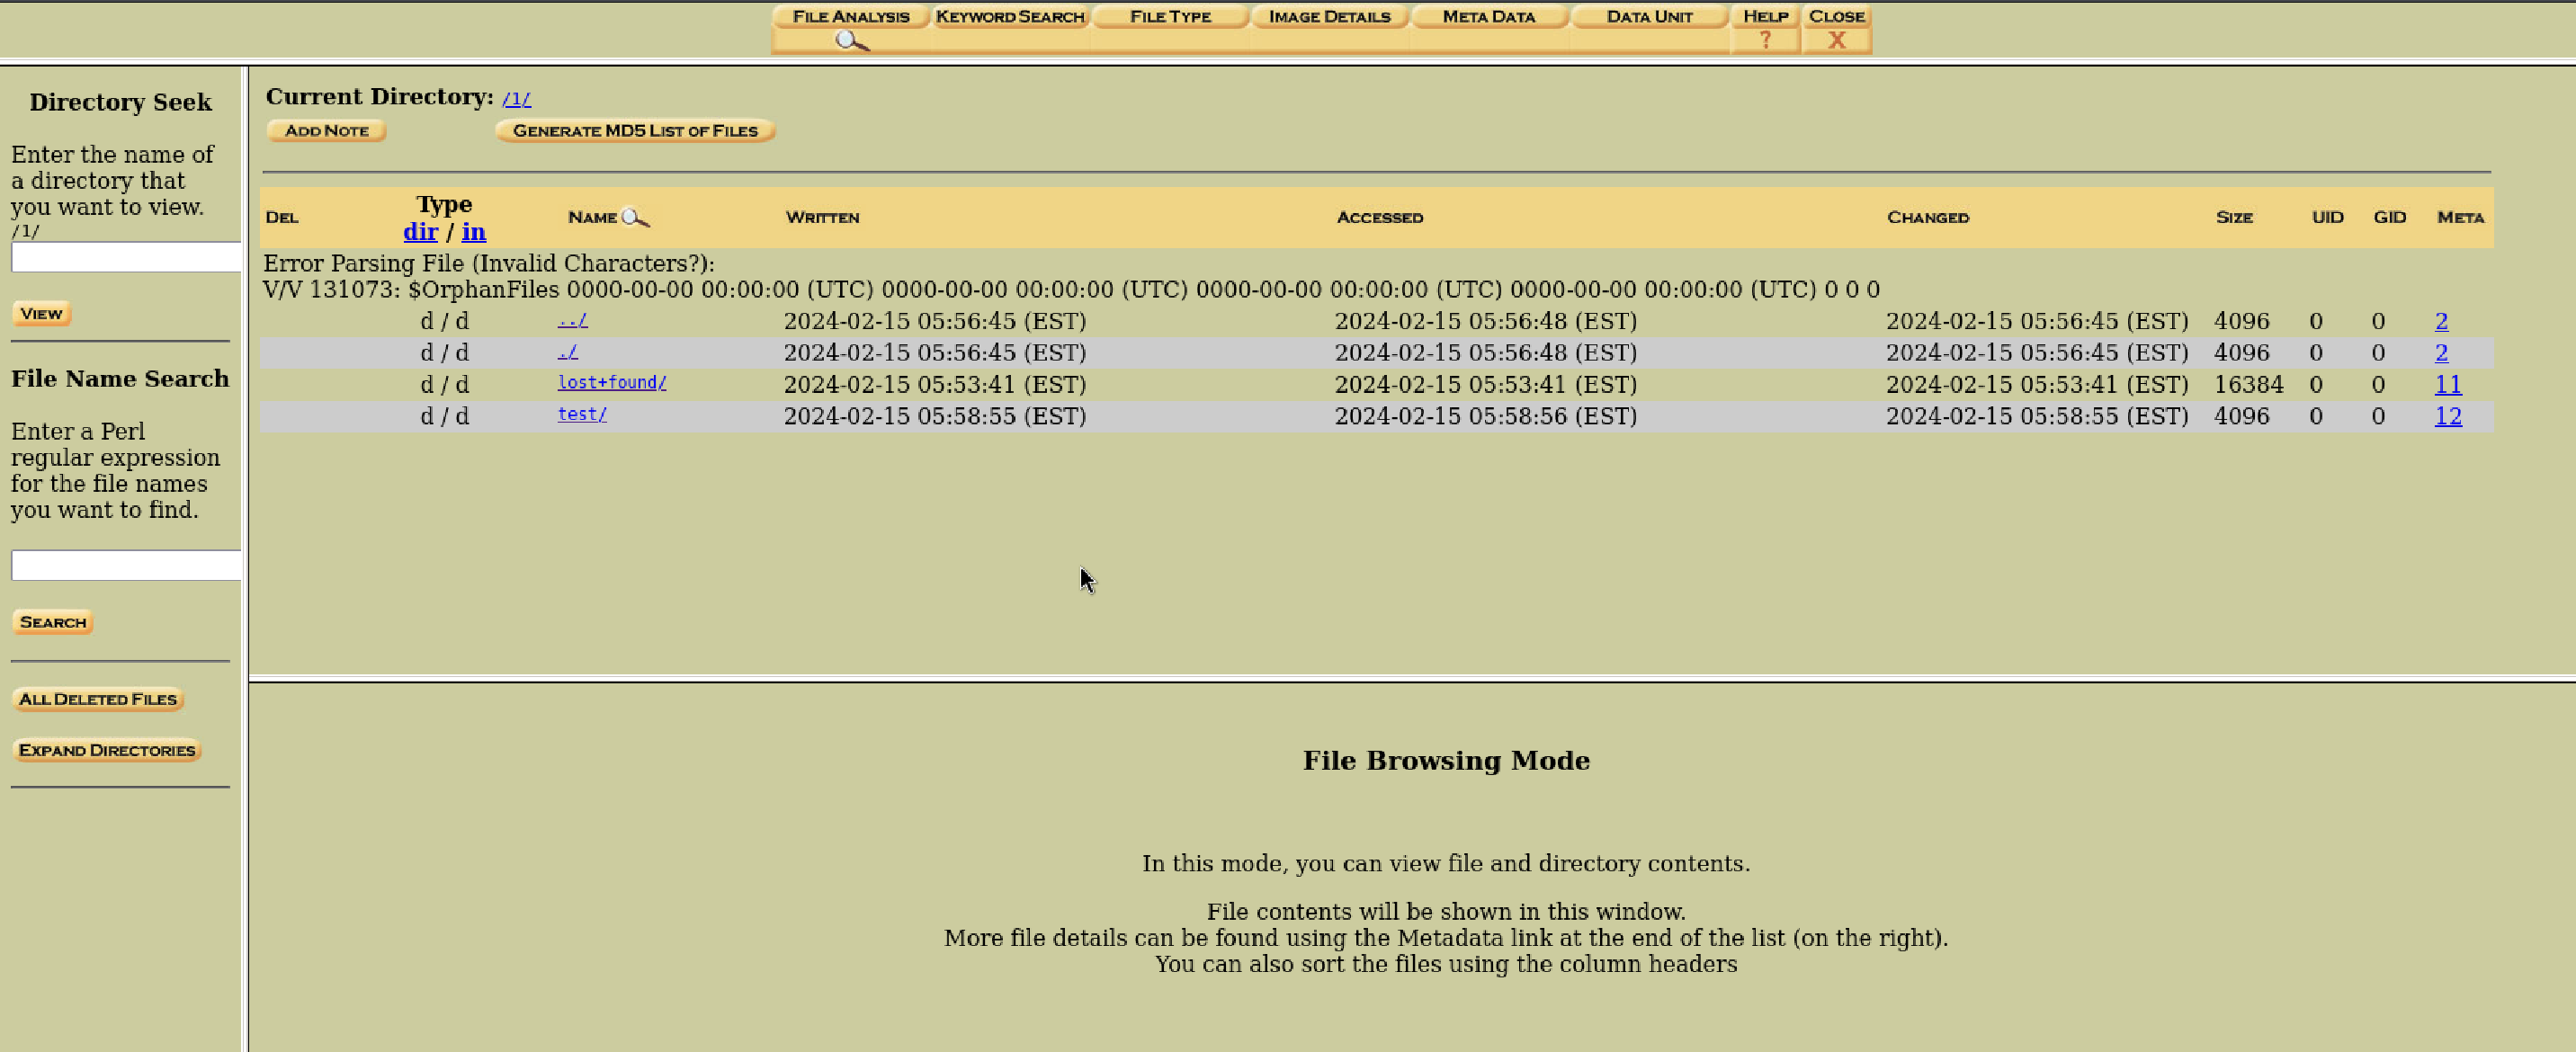 FILE ANALYSIS KEYWORD SEARCH FILE TYPE IMAGE DETAILS META DATA DATA UNIT HELP CLOSE
? X
Directory Seek
Enter the name of
a directory that
you want to view.
/1/
VIEW
File Name Search
Enter a Perl
regular expression
for the file names
you want to find.
SEARCH
ALL DELETED FILES
EXPAND DIRECTORIES
Current Directory: /1/
ADD NOTE GENERATE MD5 LIST OF FILES
DEL Type dir / in NAME WRITTEN ACCESSED CHANGED SIZE UID GID META
Error Parsing File (Invalid Characters?):
V/V 131073: $OrphanFiles 0000-00-00 00:00:00 (UTC) 0000-00-00 00:00:00 (UTC) 0000-00-00 00:00:00 (UTC) 0000-00-00 00:00:00 (UTC) 0 0 0
d / d ../ 2024-02-15 05:56:45 (EST) 2024-02-15 05:56:48 (EST) 2024-02-15 05:56:45 (EST) 4096 0 0 2
d / d ./ 2024-02-15 05:56:45 (EST) 2024-02-15 05:56:48 (EST) 2024-02-15 05:56:45 (EST) 4096 0 0 2
d / d lost+found/ 2024-02-15 05:53:41 (EST) 2024-02-15 05:53:41 (EST) 2024-02-15 05:53:41 (EST) 16384 0 0 11
d / d test/ 2024-02-15 05:58:55 (EST) 2024-02-15 05:58:56 (EST) 2024-02-15 05:58:55 (EST) 4096 0 0 12
File Browsing Mode
In this mode, you can view file and directory contents.
File contents will be shown in this window.
More file details can be found using the Metadata link at the end of the list (on the right).
You can also sort the files using the column headers